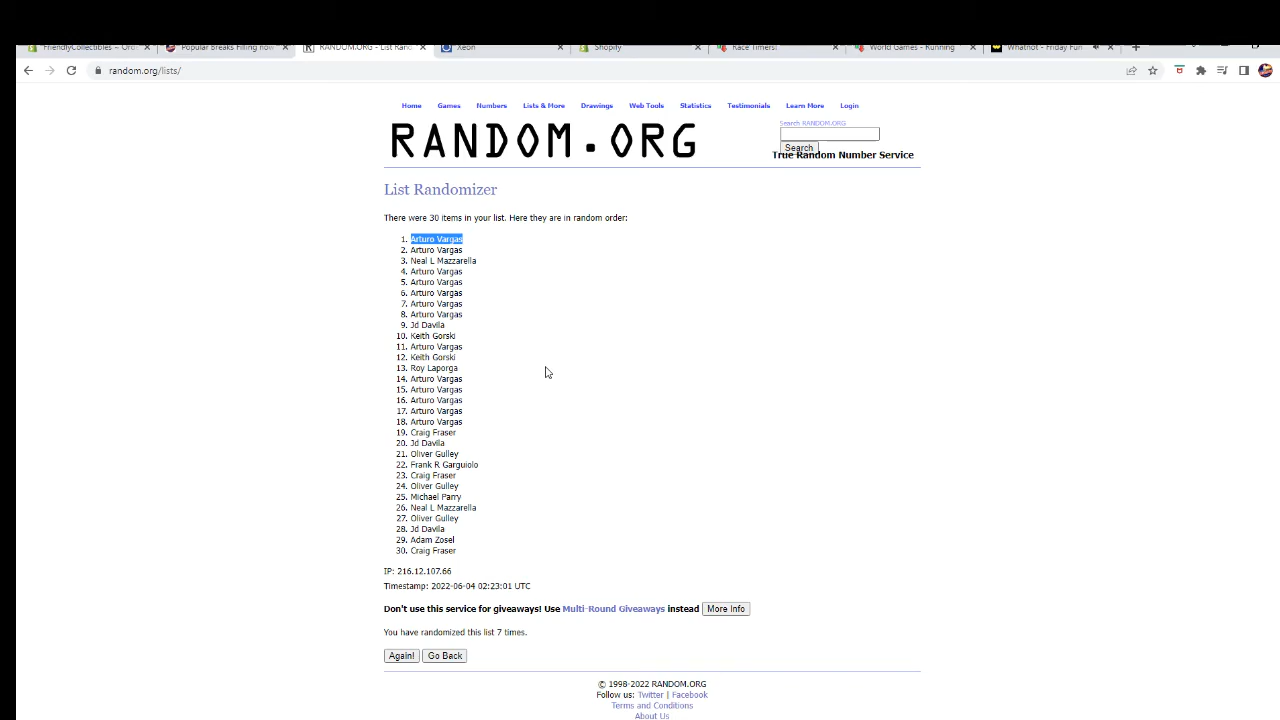 FriendlyCollectibles ~ Ord
Popular Breaks Filling now
RANDOM.ORG - List Rand
Xeon
Shopify
Race Timers!
World Games - Running
Whatnot - Friday Fun
random.org/lists/
Home Games Numbers Lists & More Drawings Web Tools Statistics Testimonials Learn More Login
RANDOM.ORG
Search RANDOM.ORG
Search
True Random Number Service
List Randomizer
There were 30 items in your list. Here they are in random order:
1. Arturo Vargas
2. Arturo Vargas
3. Neal L Mazzarella
4. Arturo Vargas
5. Arturo Vargas
6. Arturo Vargas
7. Arturo Vargas
8. Arturo Vargas
9. Jd Davila
10. Keith Gorski
11. Arturo Vargas
12. Keith Gorski
13. Roy Laporga
14. Arturo Vargas
15. Arturo Vargas
16. Arturo Vargas
17. Arturo Vargas
18. Arturo Vargas
19. Craig Fraser
20. Jd Davila
21. Oliver Gulley
22. Frank R Garguiolo
23. Craig Fraser
24. Oliver Gulley
25. Michael Parry
26. Neal L Mazzarella
27. Oliver Gulley
28. Jd Davila
29. Adam Zosel
30. Craig Fraser
IP: 216.12.107.66
Timestamp: 2022-06-04 02:23:01 UTC
Don't use this service for giveaways! Use Multi-Round Giveaways instead More Info
You have randomized this list 7 times.
Again! Go Back
© 1998-2022 RANDOM.ORG
Follow us: Twitter | Facebook
Terms and Conditions
About Us